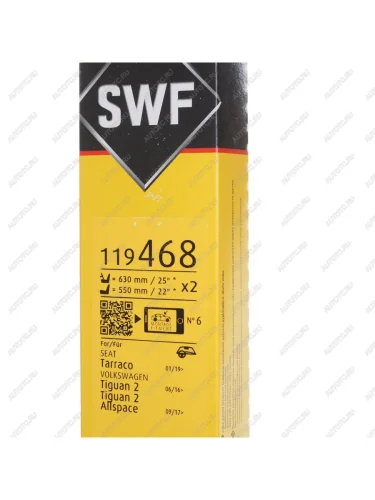 SWF
119468
= 630 mm / 25" *
= 550 mm / 22" * x2
N° 6
For/Für
SEAT
Tarraco 01/19>
VOLKSWAGEN
Tiguan 2 06/16>
Tiguan 2
Allspace 09/17>